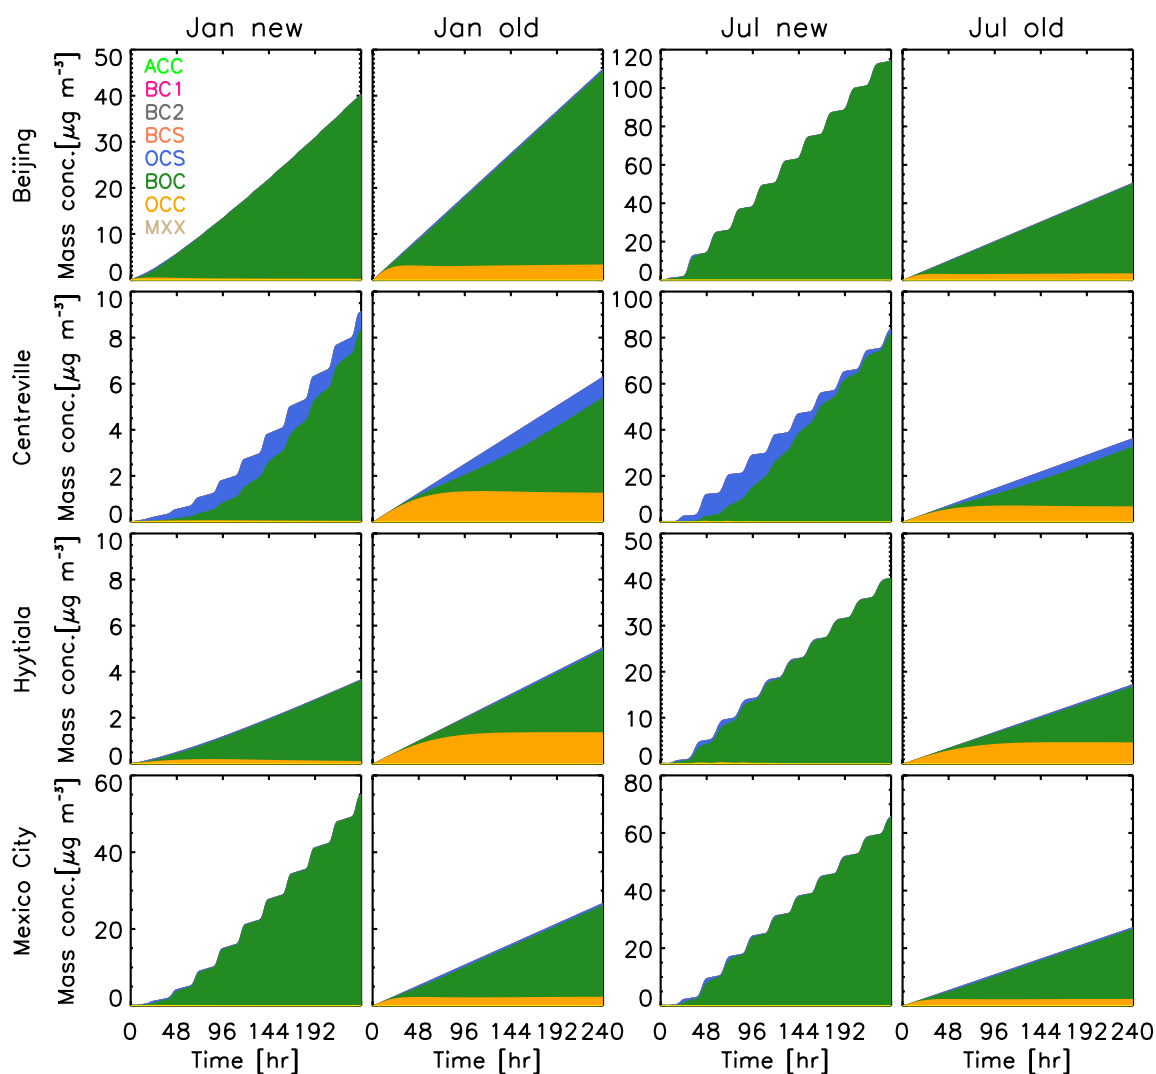 Jan new Jan old Jul new Jul old
Beijing
Mass conc.[μg m⁻³]
50
40
30
20
10
0
ACC
BC1
BC2
BCS
OCS
BOC
OCC
MXX
120
100
80
60
40
20
0
Centreville
Mass conc.[μg m⁻³]
10
8
6
4
2
0
100
80
60
40
20
0
Hyytiala
Mass conc.[μg m⁻³]
10
8
6
4
2
0
50
40
30
20
10
0
Mexico City
Mass conc.[μg m⁻³]
60
40
20
0
80
60
40
20
0
0 48 96 144 192 0 48 96 144 192 240 0 48 96 144 192 0 48 96 144 192 240
Time [hr] Time [hr] Time [hr] Time [hr]